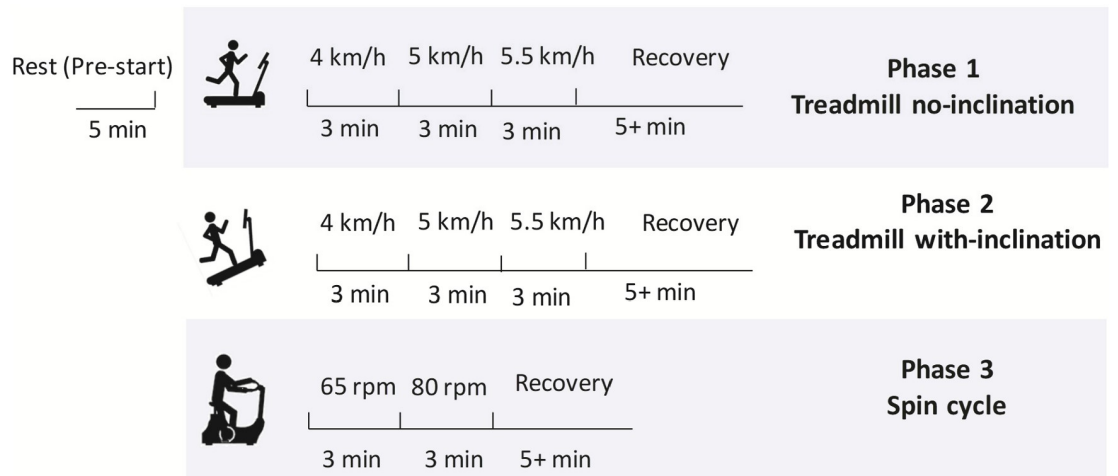 Rest (Pre-start)
5 min
4 km/h 5 km/h 5.5 km/h Recovery
3 min 3 min 3 min 5+ min
Phase 1
Treadmill no-inclination
4 km/h 5 km/h 5.5 km/h Recovery
3 min 3 min 3 min 5+ min
Phase 2
Treadmill with-inclination
65 rpm 80 rpm Recovery
3 min 3 min 5+ min
Phase 3
Spin cycle